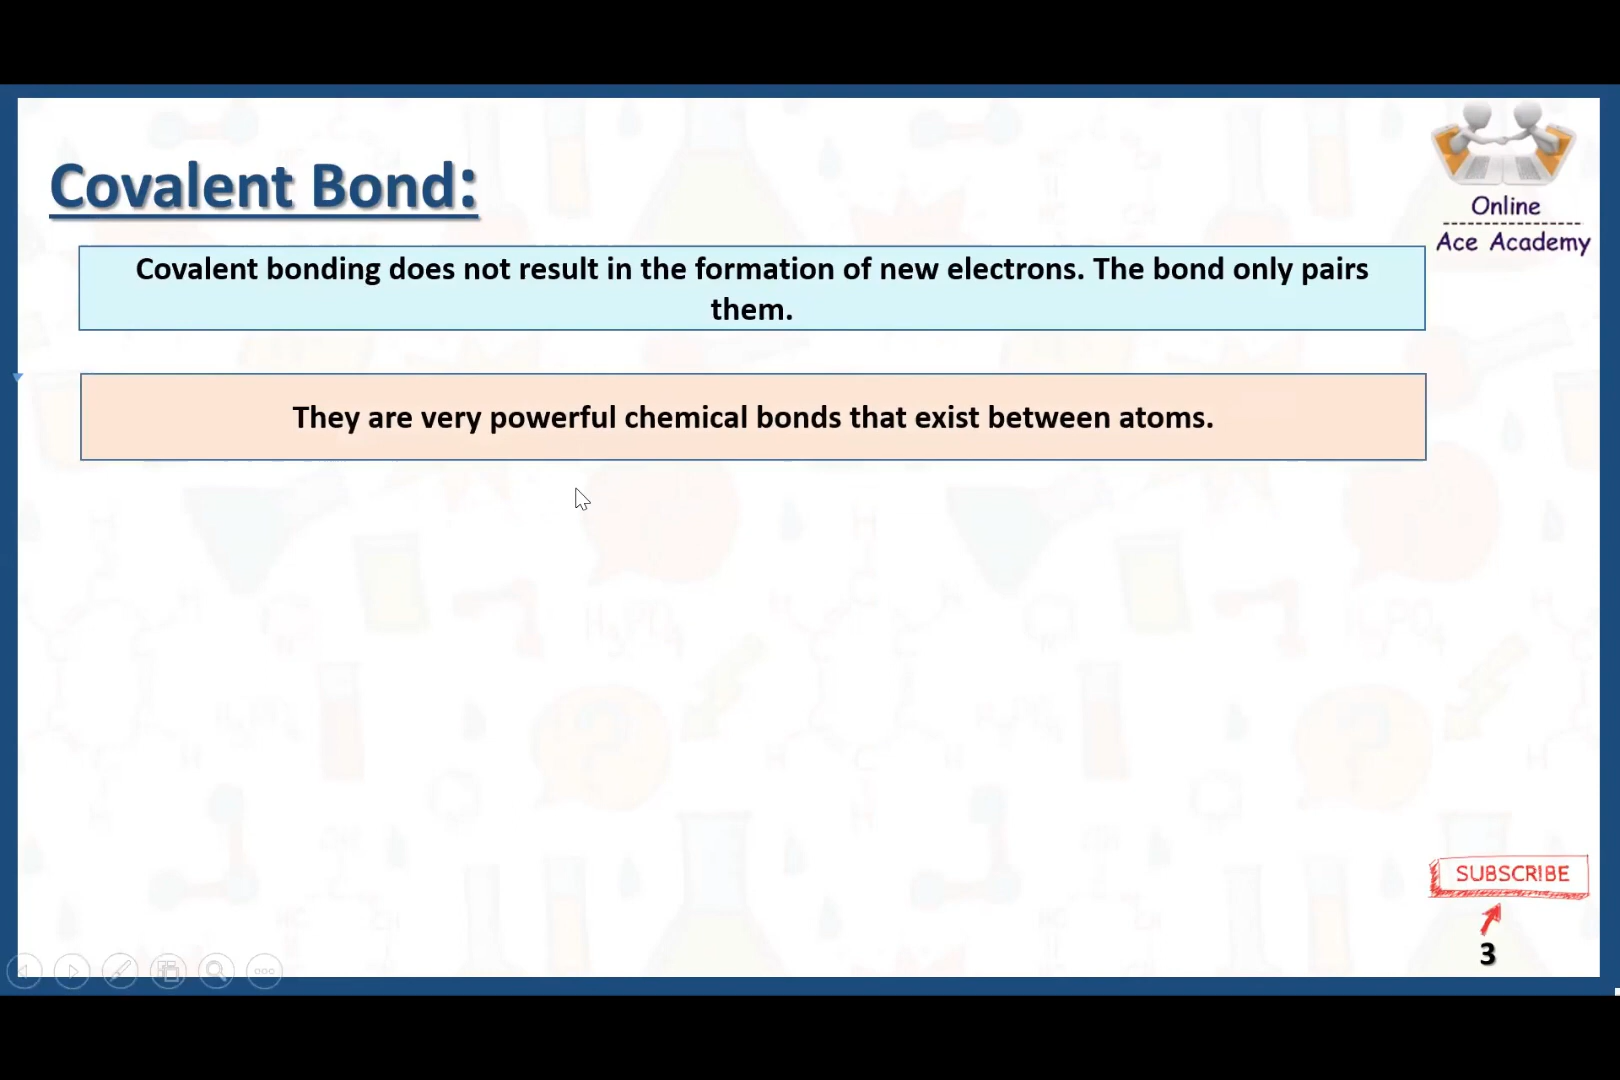 Covalent Bond:
Online
Ace Academy
Covalent bonding does not result in the formation of new electrons. The bond only pairs
them.
They are very powerful chemical bonds that exist between atoms.
SUBSCRIBE
3